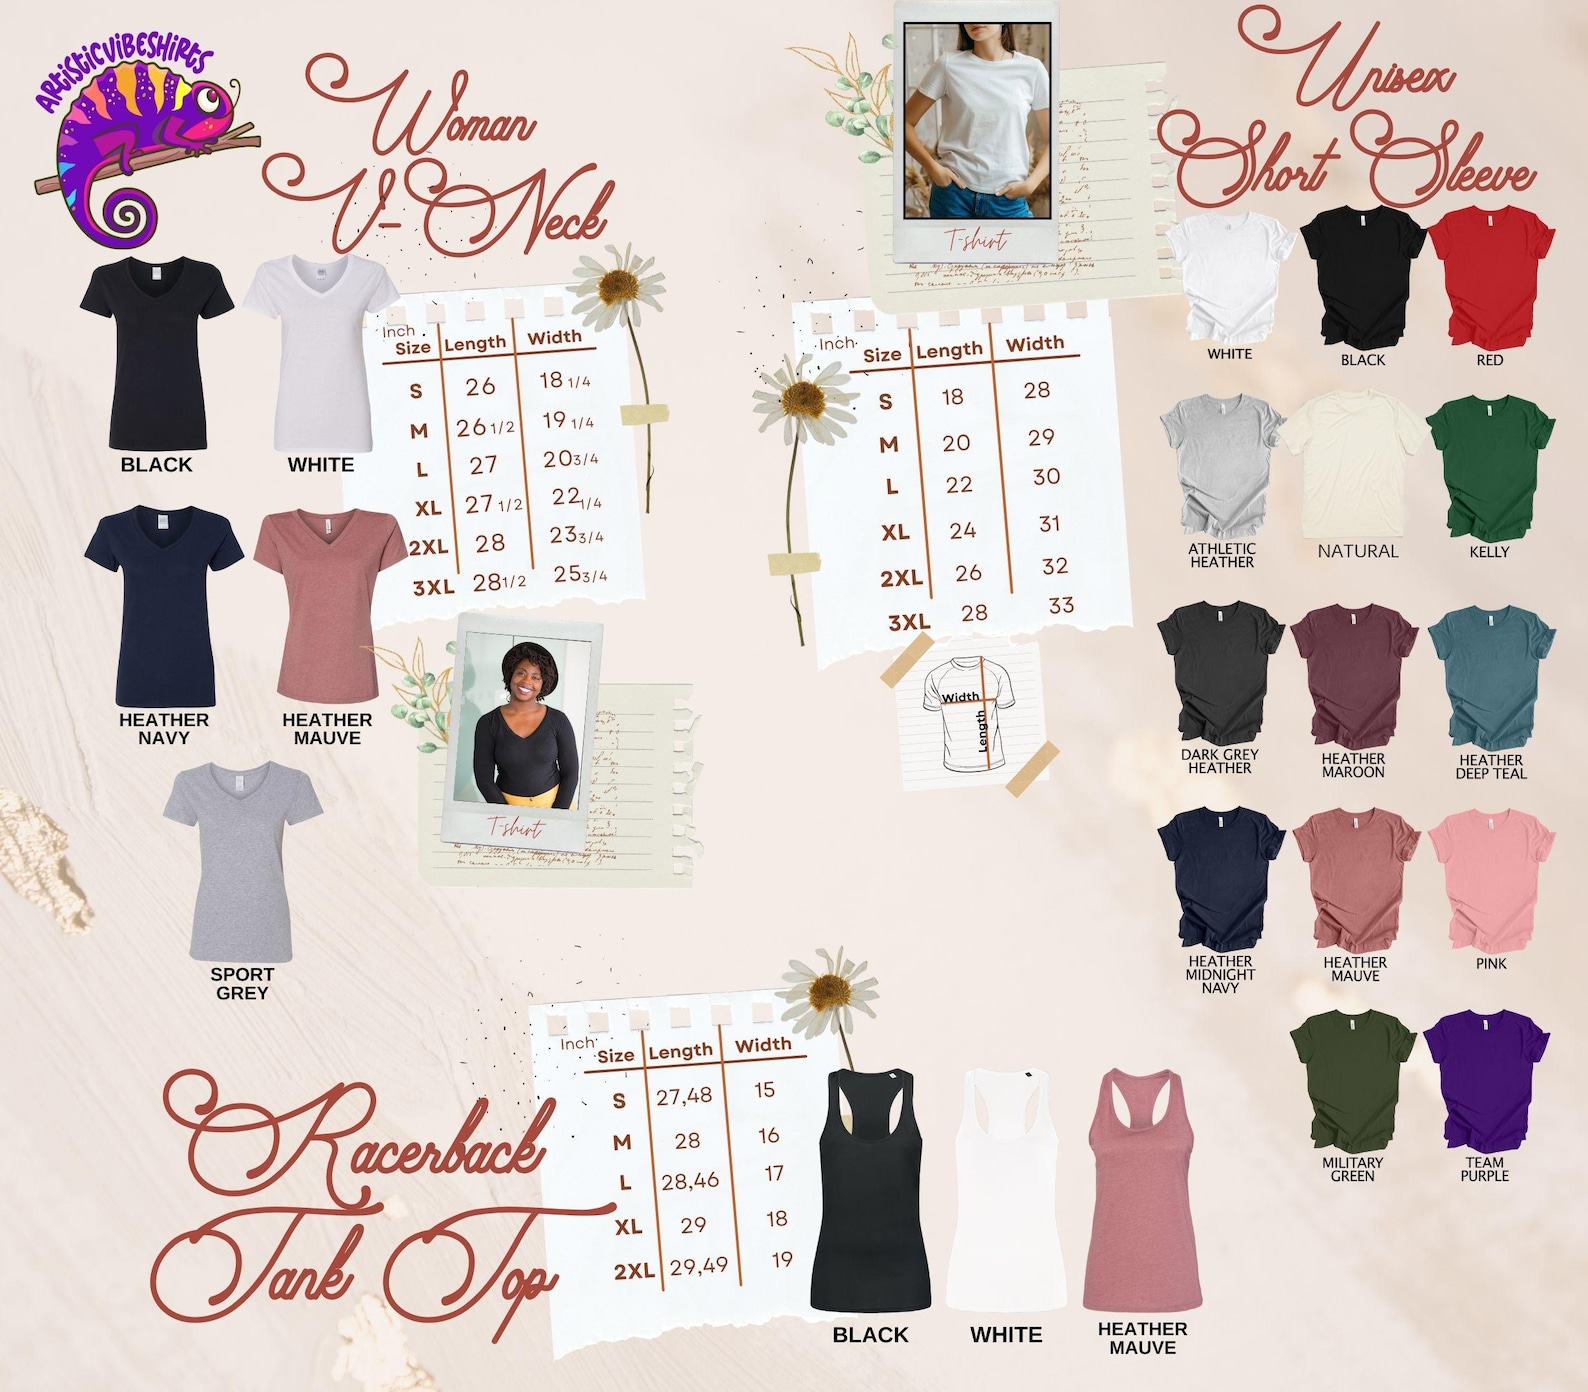 ARTISTICVIBESHIRTS
Woman
V-Neck
BLACK
WHITE
HEATHER
NAVY
HEATHER
MAUVE
SPORT
GREY
Inch
Size Length Width
S 26 18 1/4
M 26 1/2 19 1/4
L 27 20 3/4
XL 27 1/2 22 1/4
2XL 28 23 3/4
3XL 28 1/2 25 3/4
T-shirt
T-shirt
Unisex
Short Sleeve
Inch
Size Length Width
S 18 28
M 20 29
L 22 30
XL 24 31
2XL 26 32
3XL 28 33
Width
Length
WHITE
BLACK
RED
ATHLETIC
HEATHER
NATURAL
KELLY
DARK GREY
HEATHER
HEATHER
MAROON
HEATHER
DEEP TEAL
HEATHER
MIDNIGHT
NAVY
HEATHER
MAUVE
PINK
MILITARY
GREEN
TEAM
PURPLE
Racerback
Tank Top
Inch
Size Length Width
S 27,48 15
M 28 16
L 28,46 17
XL 29 18
2XL 29,49 19
BLACK
WHITE
HEATHER
MAUVE